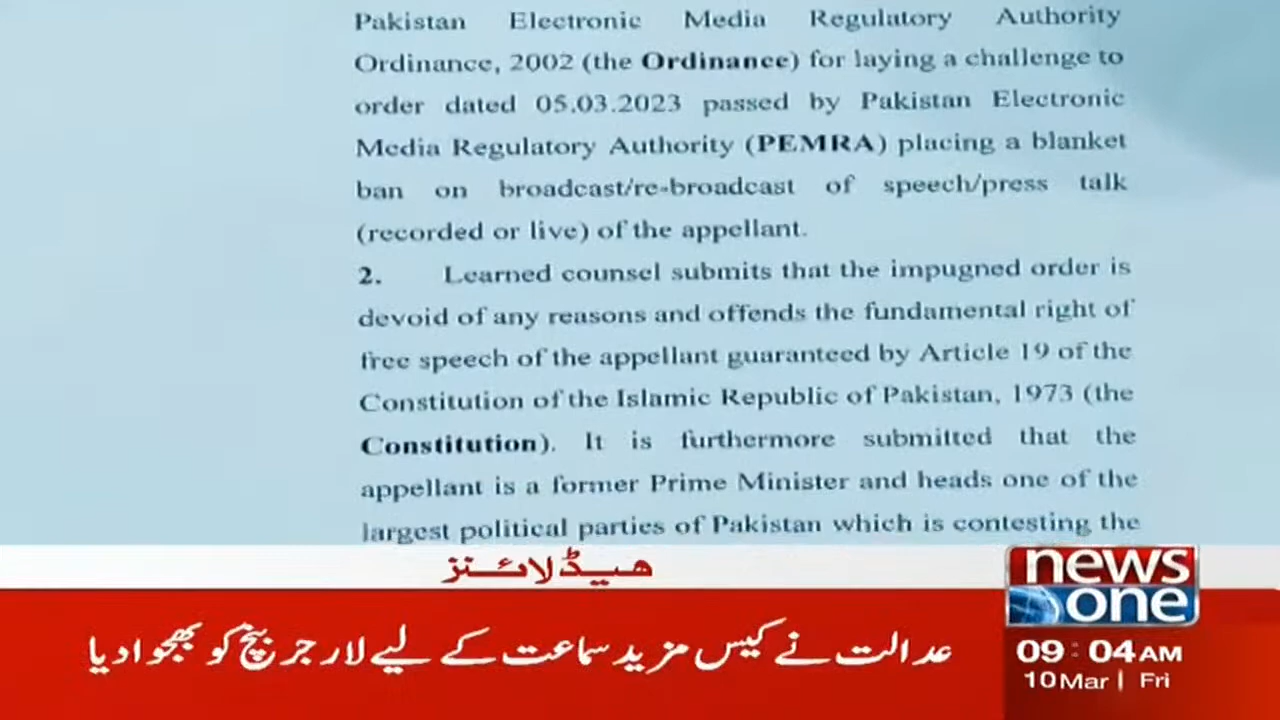 Pakistan Electronic Media Regulatory Authority
Ordinance, 2002 (the Ordinance) for laying a challenge to
order dated 05.03.2023 passed by Pakistan Electronic
Media Regulatory Authority (PEMRA) placing a blanket
ban on broadcast/re-broadcast of speech/press talk
(recorded or live) of the appellant.
2. Learned counsel submits that the impugned order is
devoid of any reasons and offends the fundamental right of
free speech of the appellant guaranteed by Article 19 of the
Constitution of the Islamic Republic of Pakistan, 1973 (the
Constitution). It is furthermore submitted that the
appellant is a former Prime Minister and heads one of the
largest political parties of Pakistan which is contesting the
ہیڈلائنز
عدالت نے کیس مزید سماعت کے لیے لارجر بنچ کو بھجوا دیا
news
one
09:04 AM
10 Mar | Fri